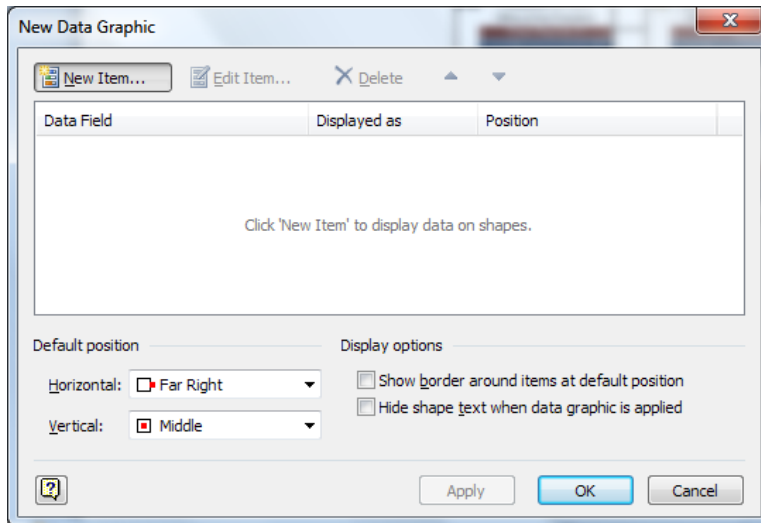 New Data Graphic
New Item... Edit Item... Delete
Data Field Displayed as Position
Click 'New Item' to display data on shapes.
Default position Display options
Horizontal: Far Right Show border around items at default position
Vertical: Middle Hide shape text when data graphic is applied
Apply OK Cancel